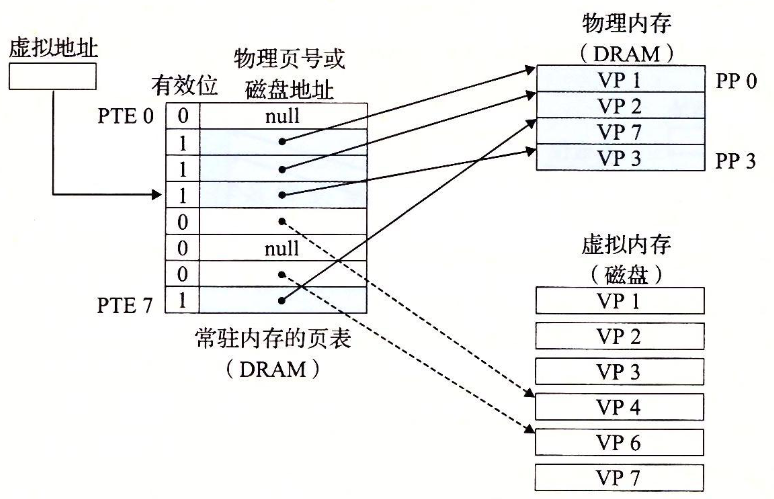 虚拟地址
有效位
物理页号或
磁盘地址
PTE 0
0
null
1
1
1
0
0
null
0
PTE 7
1
常驻内存的页表
（DRAM）
物理内存
（DRAM）
VP 1
PP 0
VP 2
VP 7
VP 3
PP 3
虚拟内存
（磁盘）
VP 1
VP 2
VP 3
VP 4
VP 6
VP 7